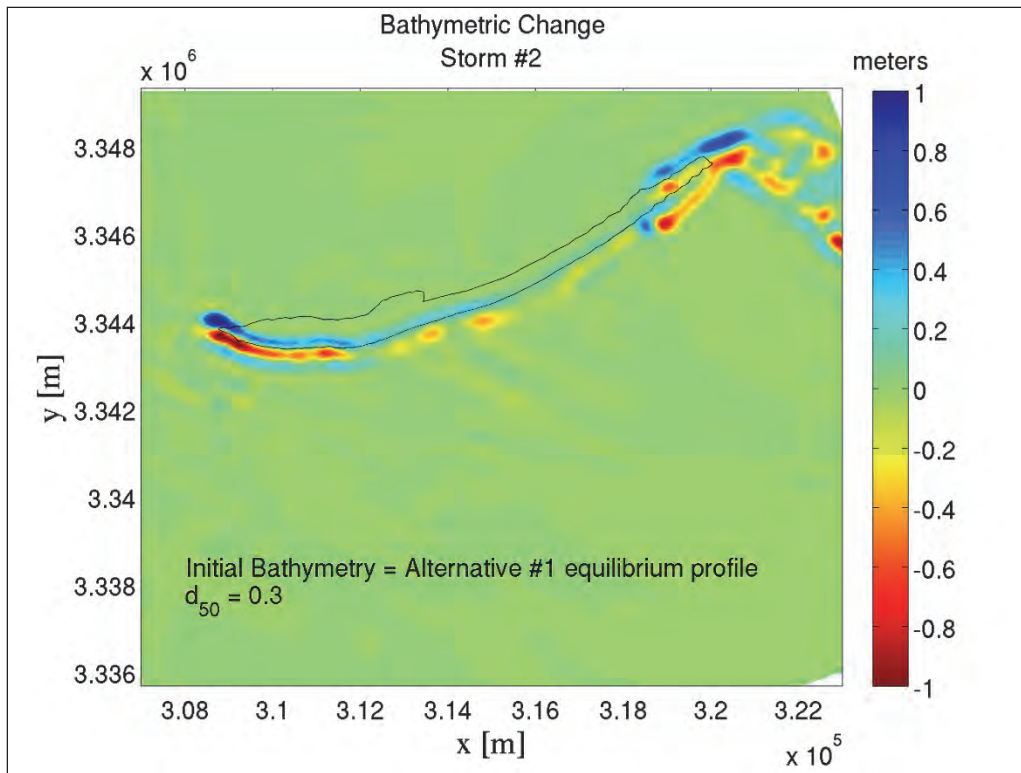 Bathymetric Change
Storm #2
x 10^6
meters
3.348
3.346
3.344
3.342
3.34
3.338
3.336
y [m]
Initial Bathymetry = Alternative #1 equilibrium profile
d_50 = 0.3
3.08
3.1
3.12
3.14
3.16
3.18
3.2
3.22
x [m]
x 10^5
1
0.8
0.6
0.4
0.2
0
-0.2
-0.4
-0.6
-0.8
-1